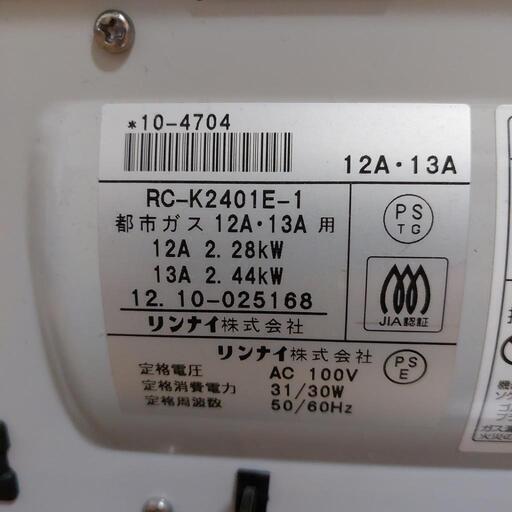 *10-4704
12A・13A
RC-K2401E-1
都市ガス 12A・13A 用
12A 2.28kW
13A 2.44kW
12.10-025168
リンナイ株式会社
PS
TG
JIA認証
リンナイ株式会社
定格電圧 AC 100V
定格消費電力 31/30W
定格周波数 50/60Hz
PS
E